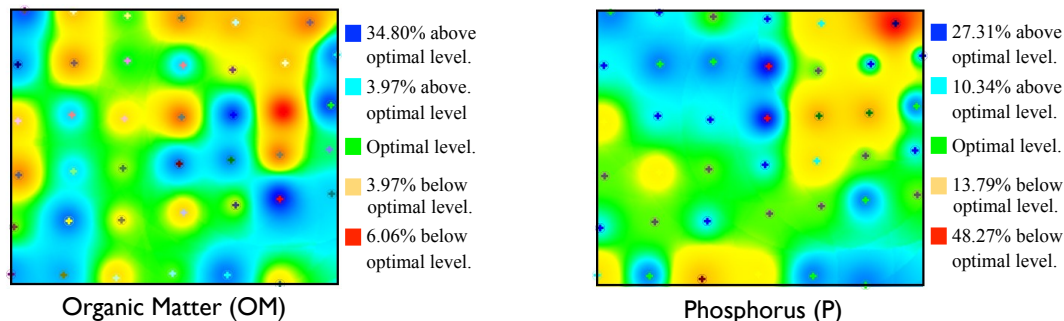 34.80% above
optimal level.
3.97% above.
optimal level.
Optimal level.
3.97% below
optimal level.
6.06% below
optimal level.
Organic Matter (OM)
27.31% above
optimal level.
10.34% above
optimal level.
Optimal level.
13.79% below
optimal level.
48.27% below
optimal level.
Phosphorus (P)